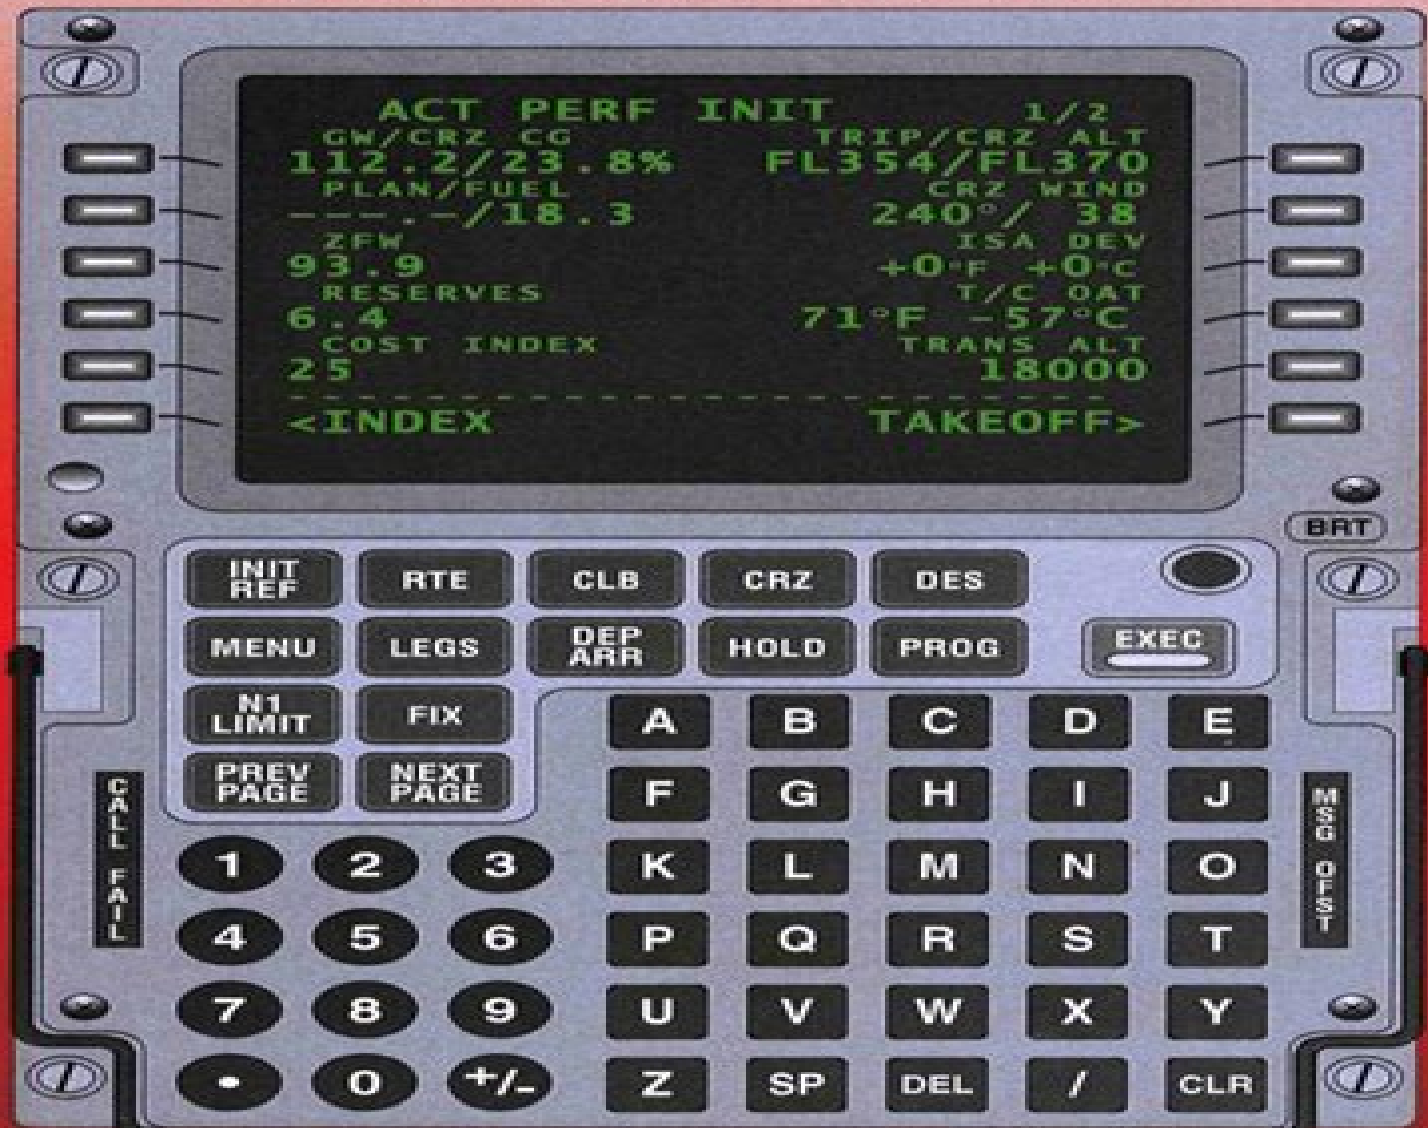 ACT PERF INIT 1/2
GW/CRZ CG TRIP/CRZ ALT
112.2/23.8% FL354/FL370
PLAN/FUEL CRZ WIND
---.-/18.3 240°/ 38
ZFW ISA DEV
93.9 +0°F +0°C
RESERVES T/C OAT
6.4 71°F -57°C
COST INDEX TRANS ALT
25 18000
------------------------
<INDEX TAKEOFF>
BRT
INIT REF RTE CLB CRZ DES
MENU LEGS DEP ARR HOLD PROG EXEC
N1 LIMIT FIX
PREV PAGE NEXT PAGE
A B C D E
F G H I J
K L M N O
P Q R S T
U V W X Y
Z SP DEL / CLR
1 2 3
4 5 6
7 8 9
. 0 +/-
CALL FAIL
MSG OFST